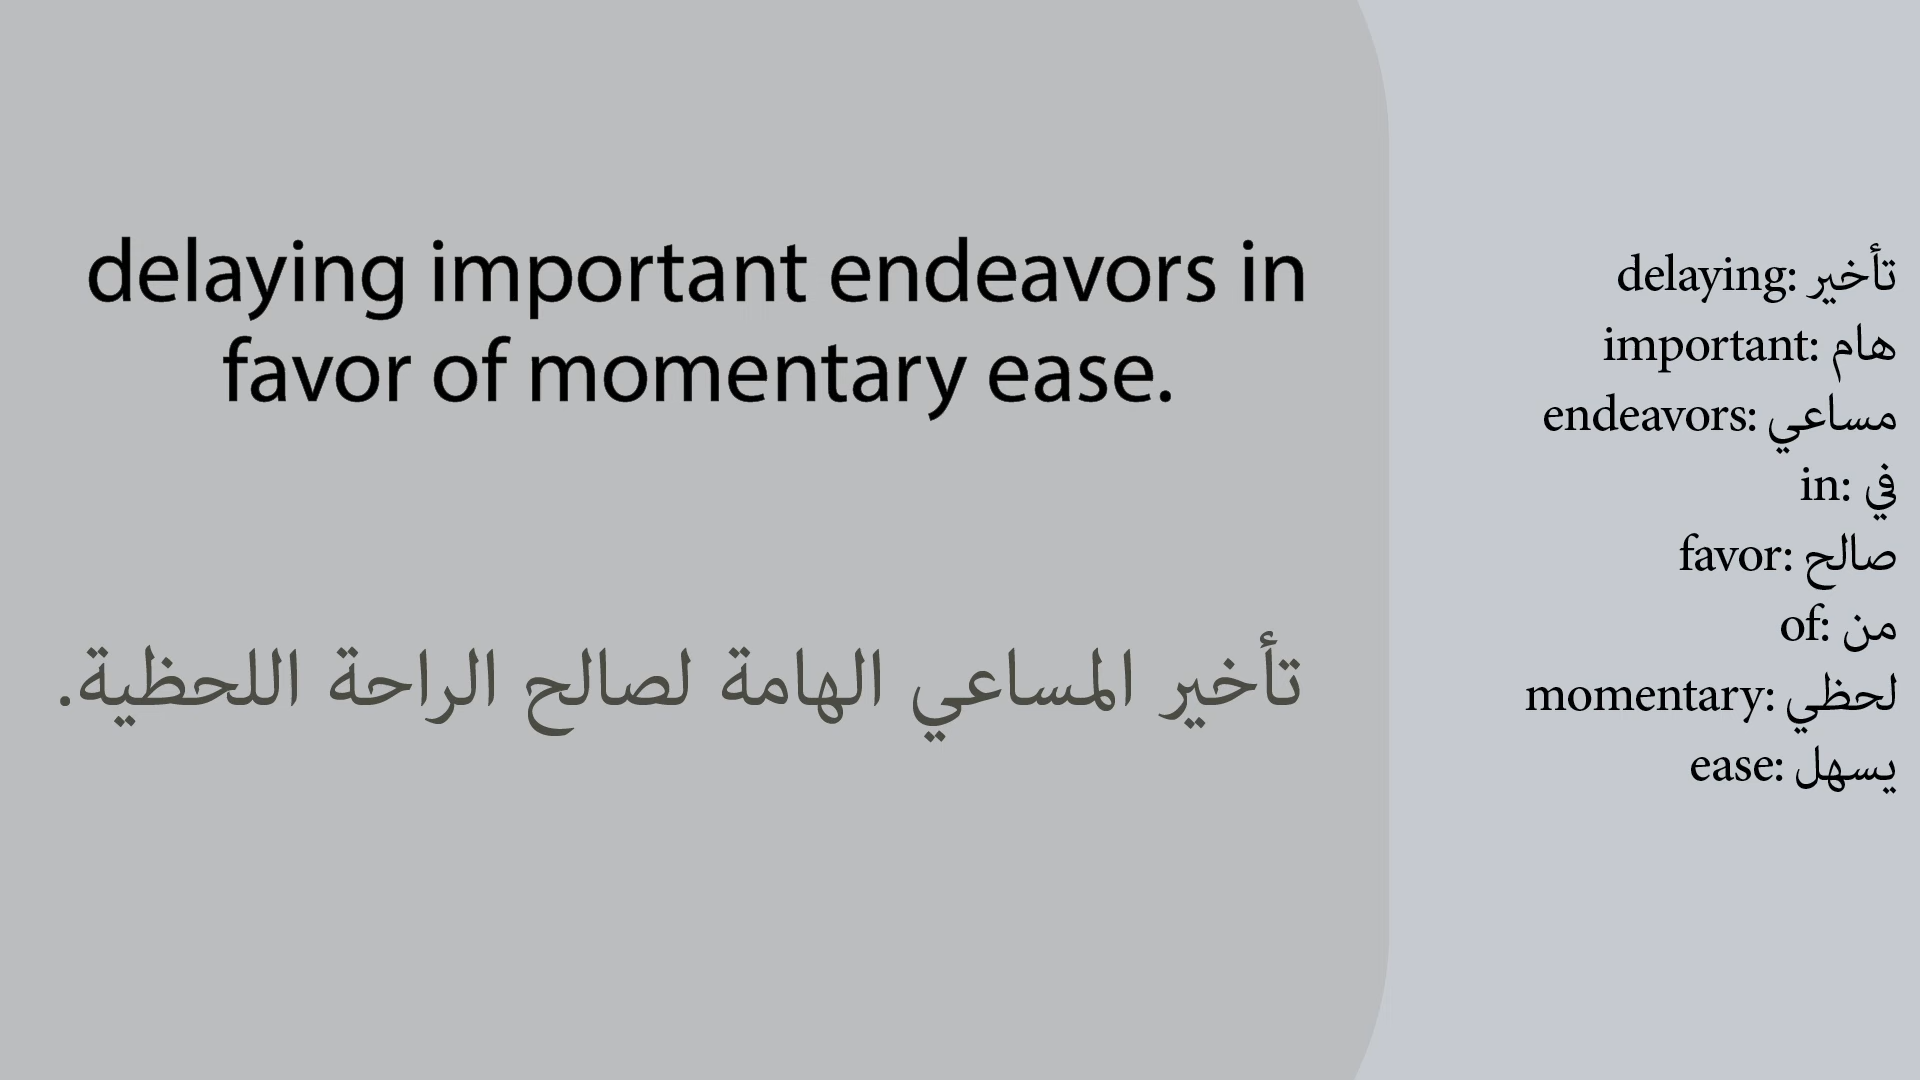 delaying important endeavors in
favor of momentary ease.
تأخير المساعي الهامة لصالح الراحة اللحظية.
delaying: تأخير
important: هام
endeavors: مساعي
in: في
favor: صالح
of: من
momentary: لحظي
ease: يسهل